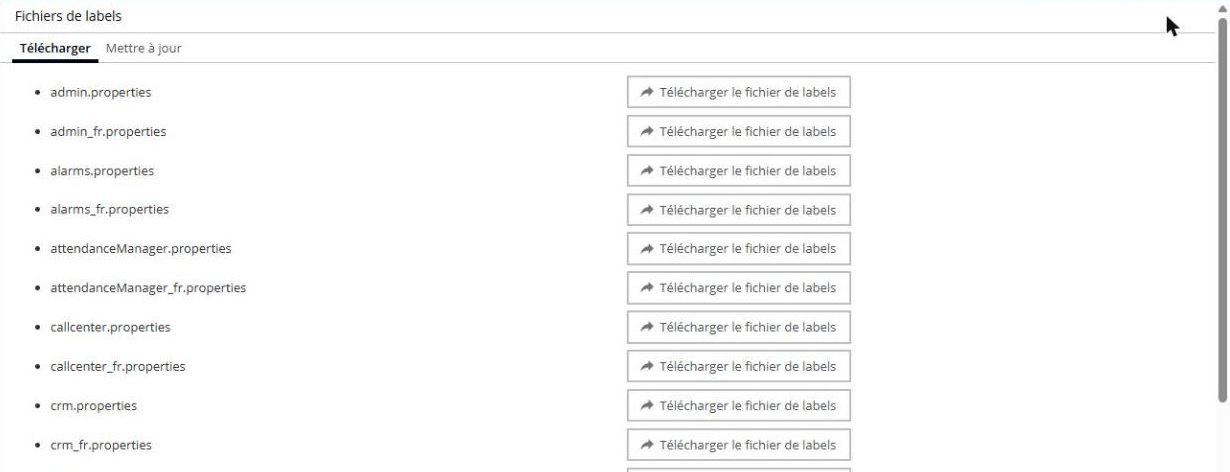 Fichiers de labels
Télécharger Mettre à jour
admin.properties Télécharger le fichier de labels
admin_fr.properties Télécharger le fichier de labels
alarms.properties Télécharger le fichier de labels
alarms_fr.properties Télécharger le fichier de labels
attendanceManager.properties Télécharger le fichier de labels
attendanceManager_fr.properties Télécharger le fichier de labels
callcenter.properties Télécharger le fichier de labels
callcenter_fr.properties Télécharger le fichier de labels
crm.properties Télécharger le fichier de labels
crm_fr.properties Télécharger le fichier de labels